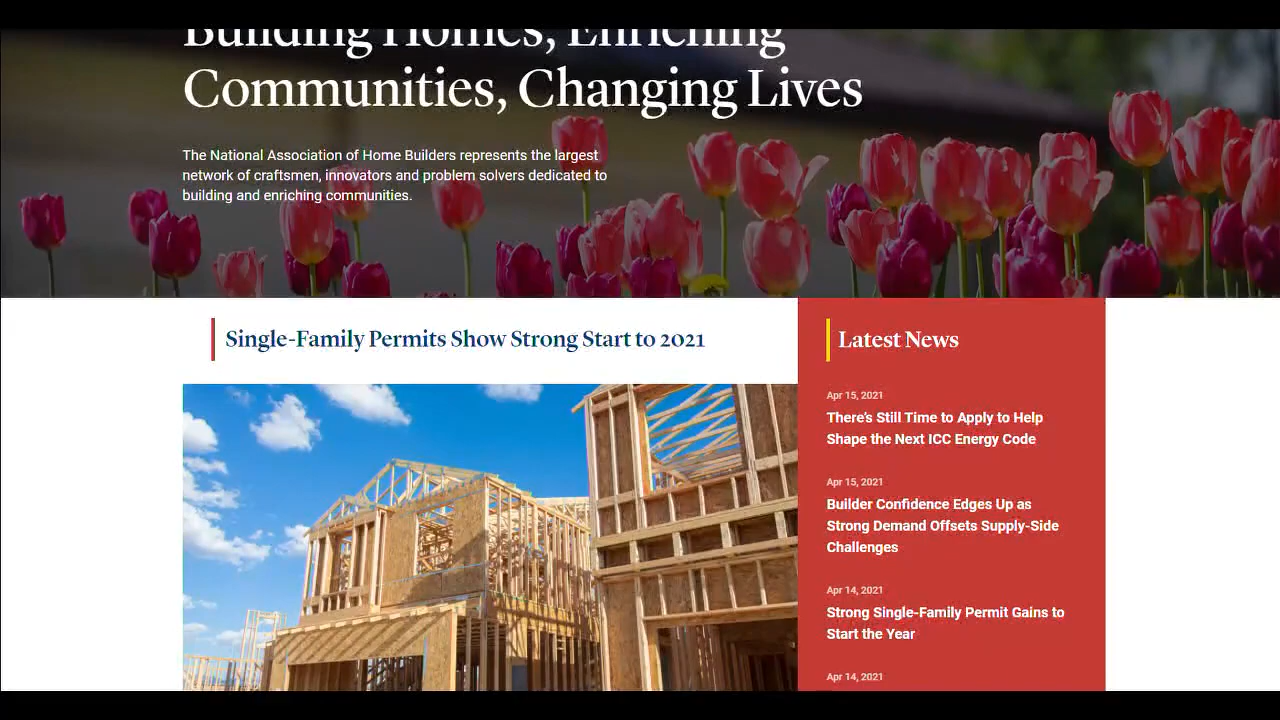 Building Homes, Enriching
Communities, Changing Lives
The National Association of Home Builders represents the largest
network of craftsmen, innovators and problem solvers dedicated to
building and enriching communities.
Single-Family Permits Show Strong Start to 2021
Latest News
Apr 15, 2021
There's Still Time to Apply to Help
Shape the Next ICC Energy Code
Apr 15, 2021
Builder Confidence Edges Up as
Strong Demand Offsets Supply-Side
Challenges
Apr 14, 2021
Strong Single-Family Permit Gains to
Start the Year
Apr 14, 2021